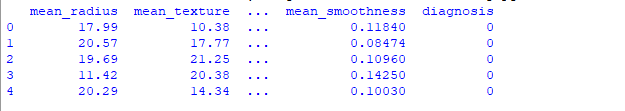 mean_radius mean_texture ... mean_smoothness diagnosis
0 17.99 10.38 ... 0.11840 0
1 20.57 17.77 ... 0.08474 0
2 19.69 21.25 ... 0.10960 0
3 11.42 20.38 ... 0.14250 0
4 20.29 14.34 ... 0.10030 0